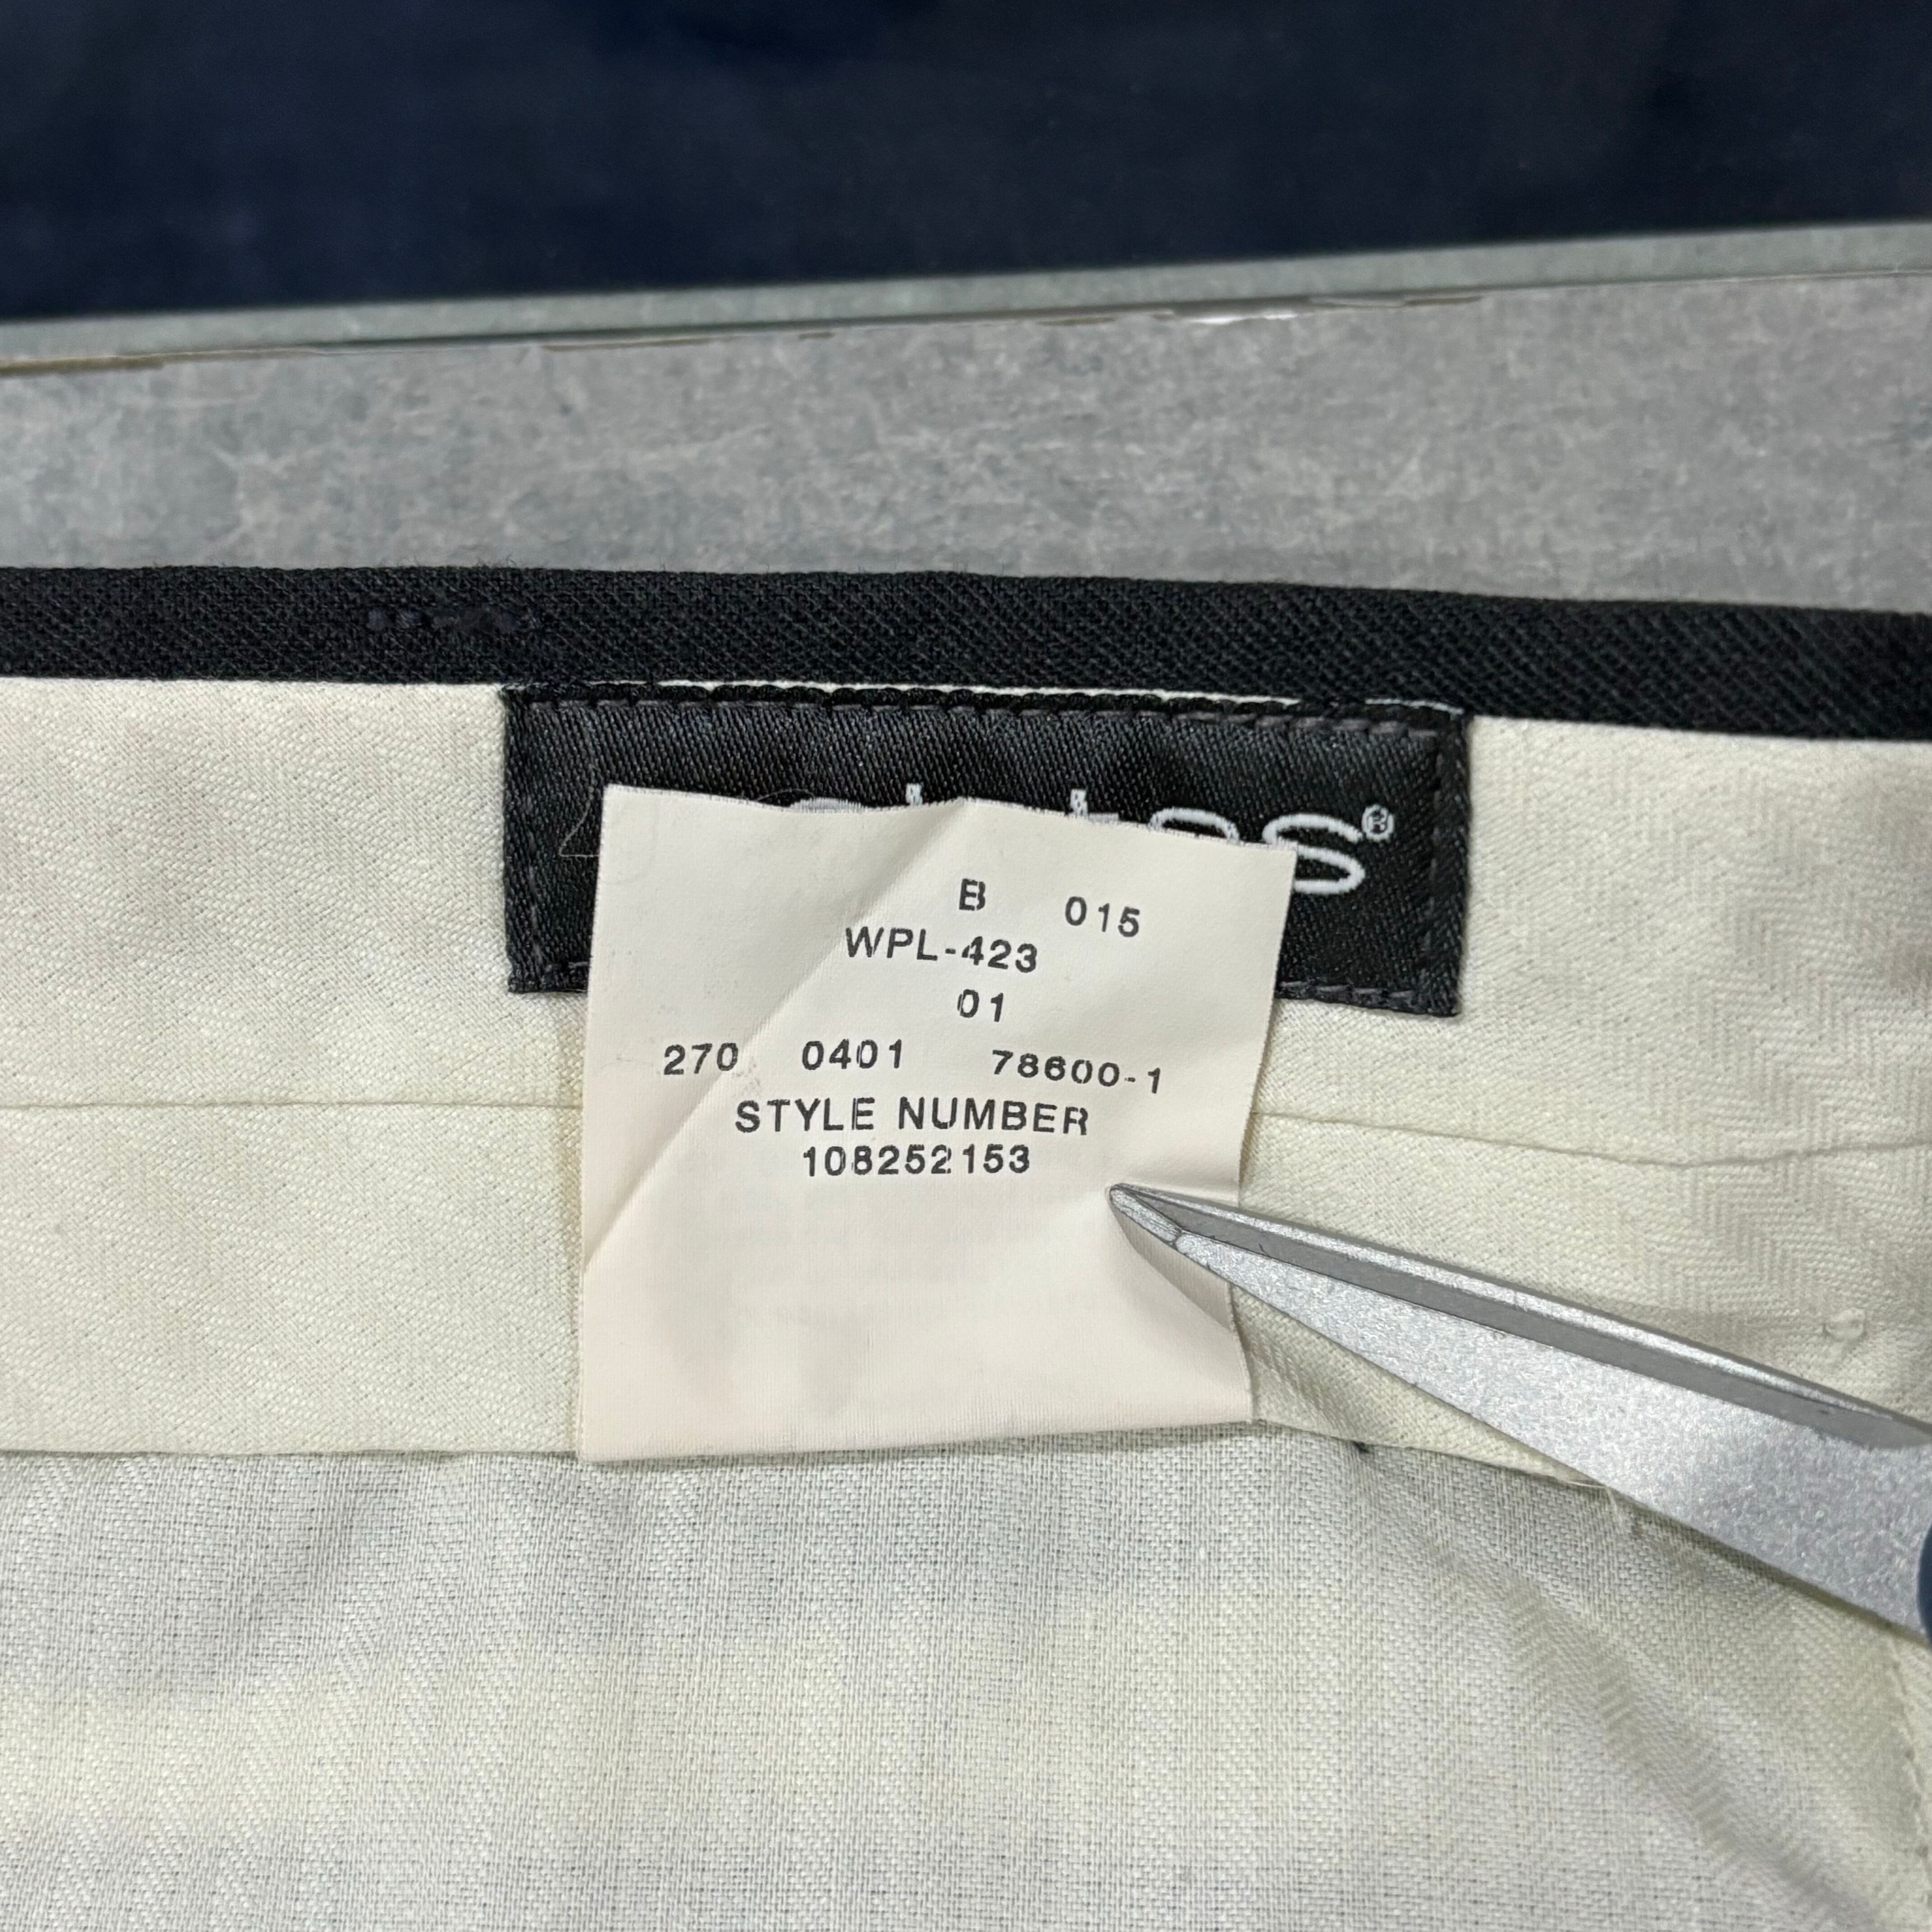 B 015
WPL-423
01
270 0401 78600-1
STYLE NUMBER
108252153